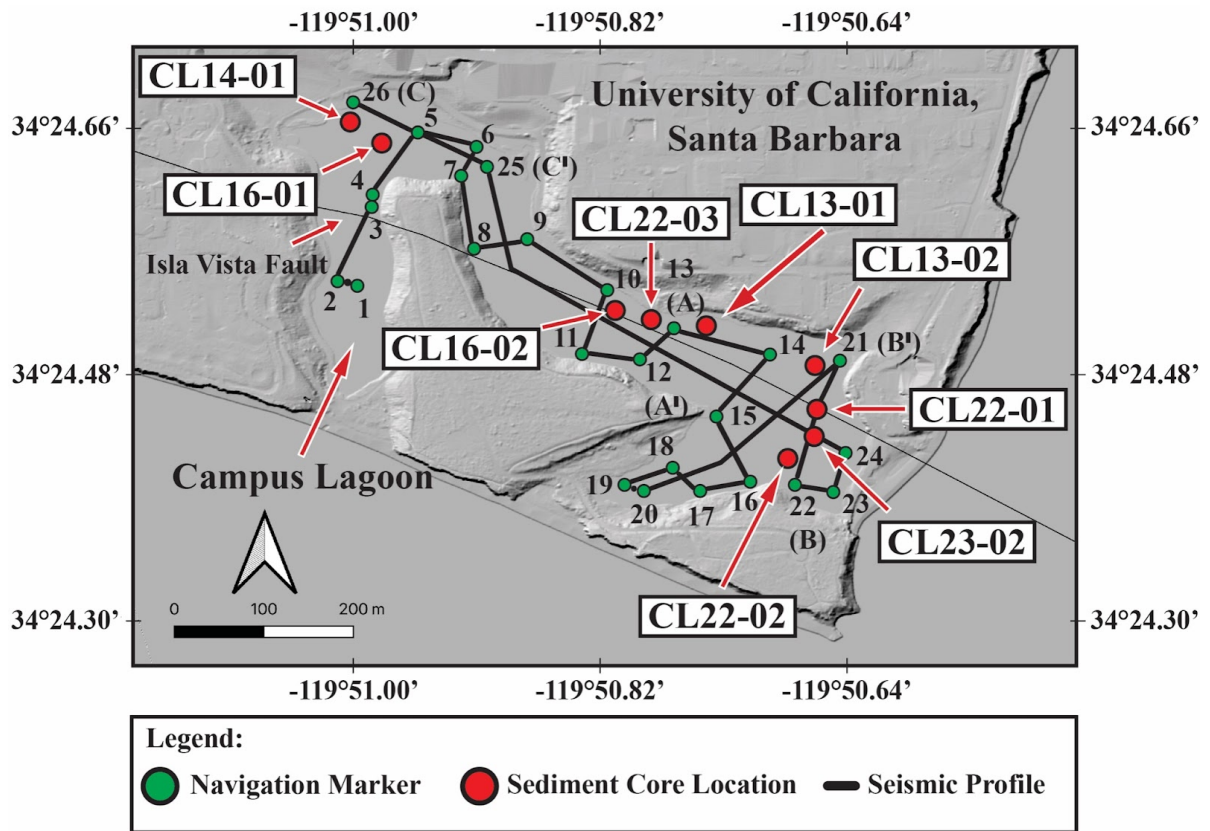 -119°51.00’ -119°50.82’ -119°50.64’
CL14-01
26 (C)
University of California,
Santa Barbara
34°24.66’ 34°24.66’
5
6
7
25 (Cᴵ)
CL16-01
4
3
CL22-03
CL13-01
8
9
CL13-02
Isla Vista Fault
2
1
10
13
(A)
CL16-02
11
12
14
21 (Bᴵ)
34°24.48’ 34°24.48’
(Aᴵ)
15
CL22-01
Campus Lagoon
18
19
20
17
16
22
23
24
(B)
CL23-02
CL22-02
0 100 200 m
34°24.30’ 34°24.30’
-119°51.00’ -119°50.82’ -119°50.64’
Legend:
Navigation Marker Sediment Core Location Seismic Profile